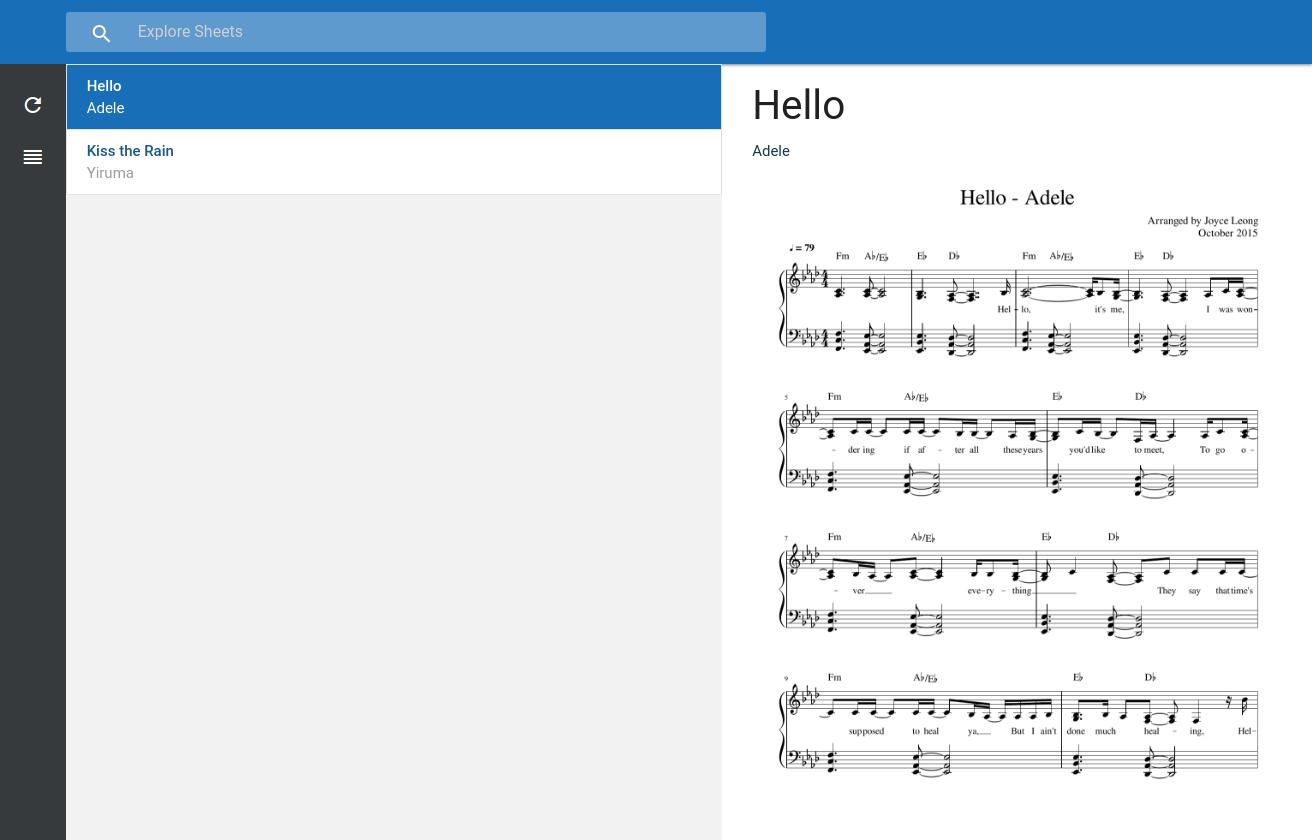 Explore Sheets
Hello
Adele
Kiss the Rain
Yiruma
Hello
Adele
Hello - Adele
Arranged by Joyce Leong
October 2015
♩ = 79
Fm A♭/E♭ E♭ D♭ Fm A♭/E♭ E♭ D♭
Hel - lo, it's me, I was won-
5
Fm A♭/E♭ E♭ D♭
- der ing if af - ter all these years you'd like to meet, To go o -
7
Fm A♭/E♭ E♭ D♭
- ver____ eve-ry - thing____ They say that time's
9
Fm A♭/E♭ E♭ D♭
supposed to heal ya,__ But I ain't done much heal - ing, Hel-